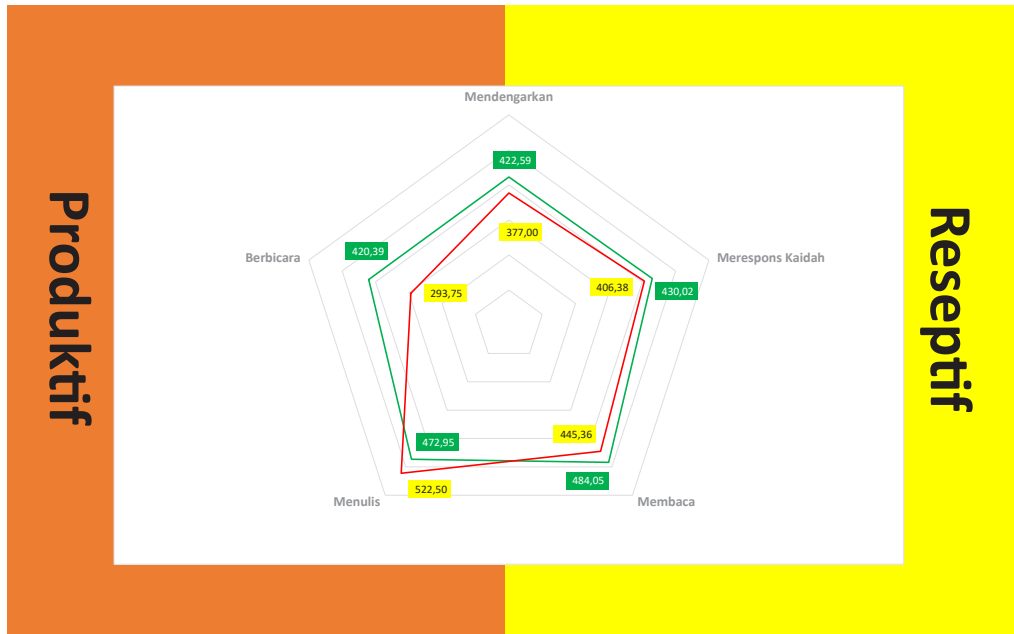 Mendengarkan
422,59
377,00
Produktif
Berbicara
420,39
293,75
Merespons Kaidah
406,38
430,02
Reseptif
472,95
445,36
Menulis
522,50
484,05
Membaca